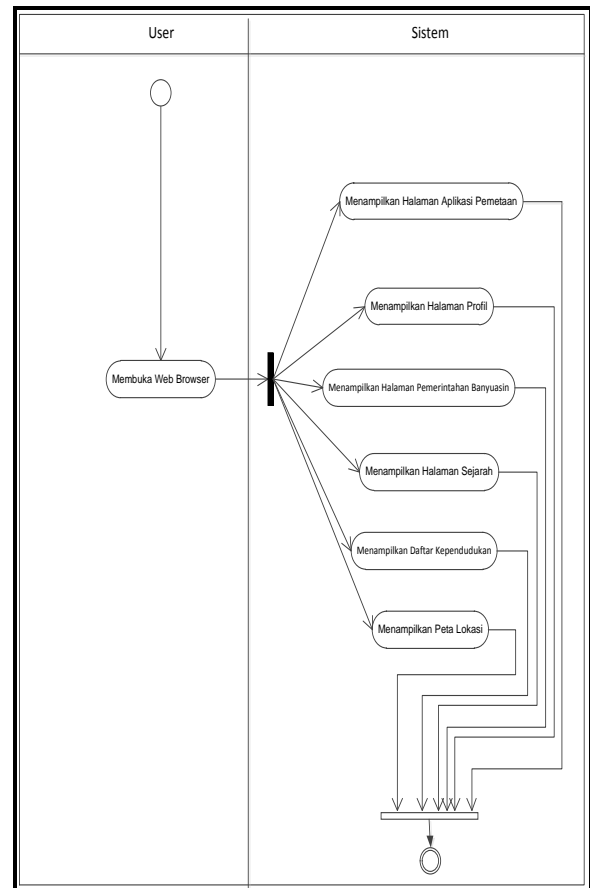 User
Sistem
Menampilkan Halaman Aplikasi Pemetaan
Menampilkan Halaman Profil
Membuka Web Browser
Menampilkan Halaman Pemerintahan Banyuasin
Menampilkan Halaman Sejarah
Menampilkan Daftar Kependudukan
Menampilkan Peta Lokasi